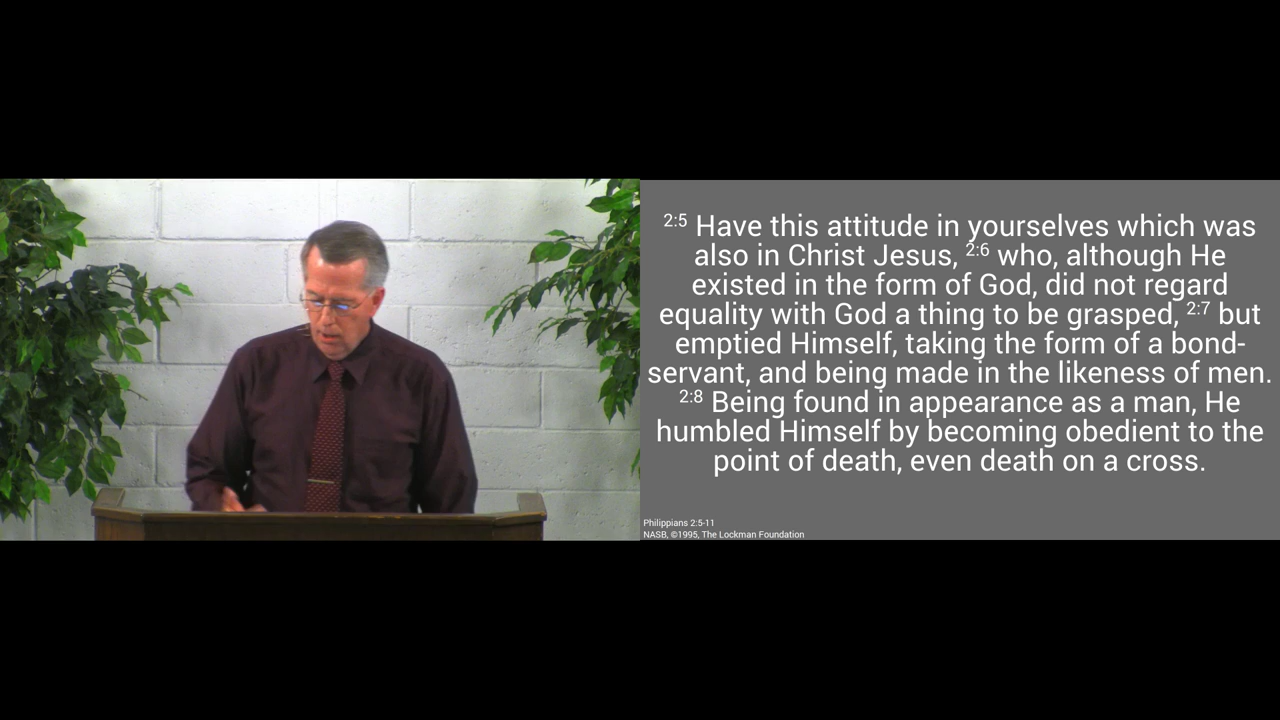 2:5 Have this attitude in yourselves which was
also in Christ Jesus, 2:6 who, although He
existed in the form of God, did not regard
equality with God a thing to be grasped, 2:7 but
emptied Himself, taking the form of a bond-
servant, and being made in the likeness of men.
2:8 Being found in appearance as a man, He
humbled Himself by becoming obedient to the
point of death, even death on a cross.
Philippians 2:5-11
NASB, ©1995, The Lockman Foundation